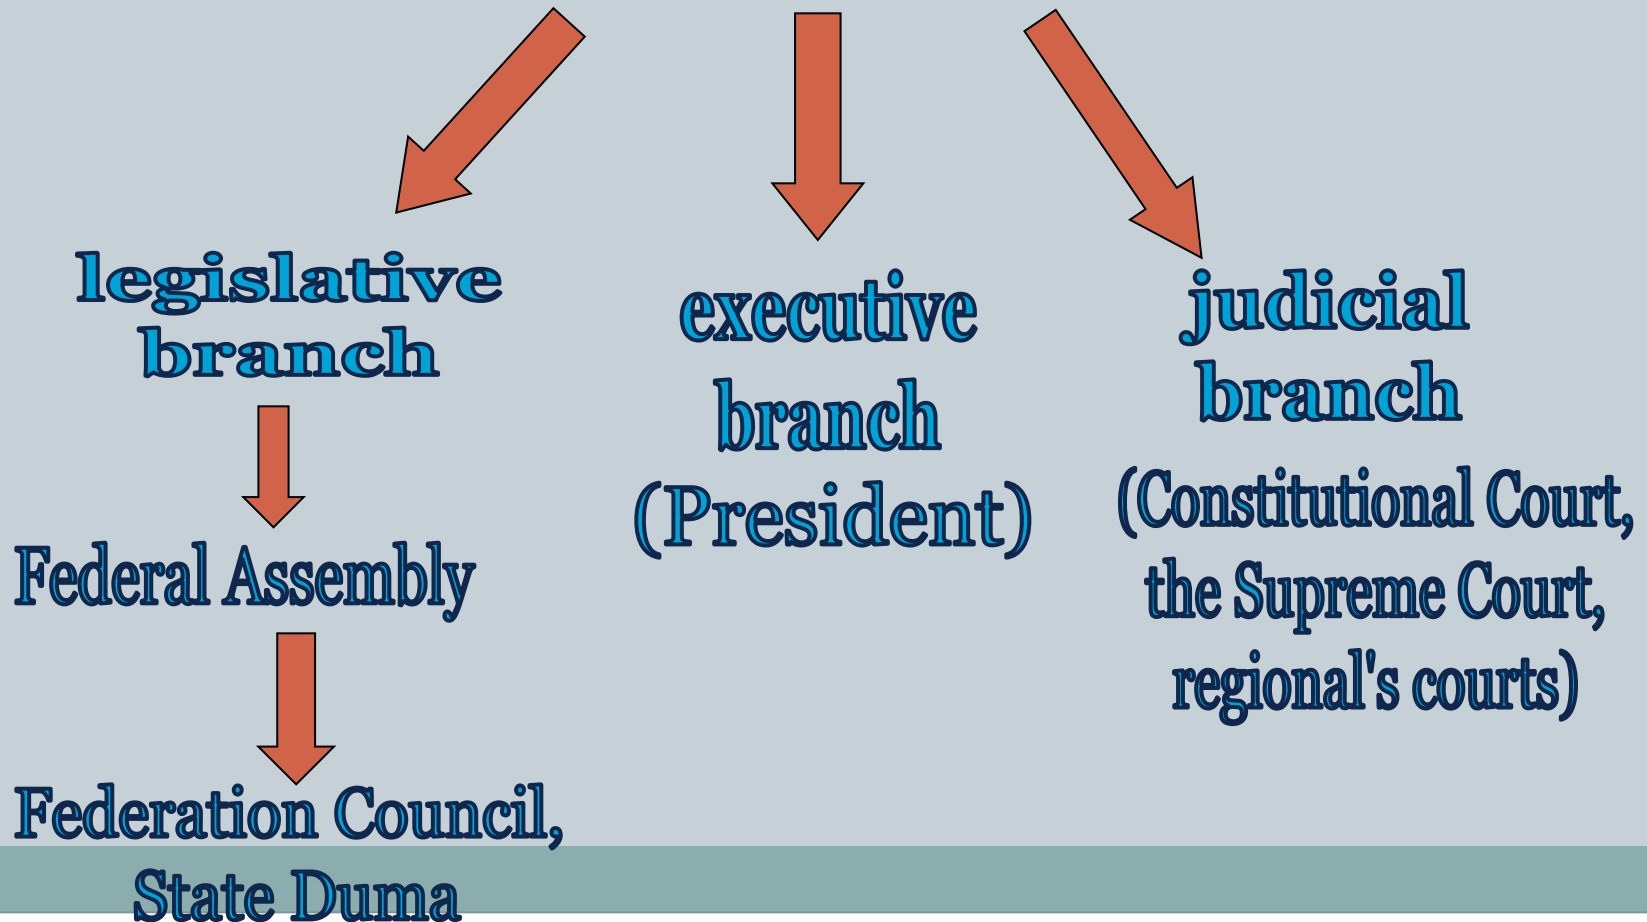 legislative
branch
Federal Assembly
Federation Council,
State Duma
executive
branch
(President)
judicial
branch
(Constitutional Court,
the Supreme Court,
regional's courts)